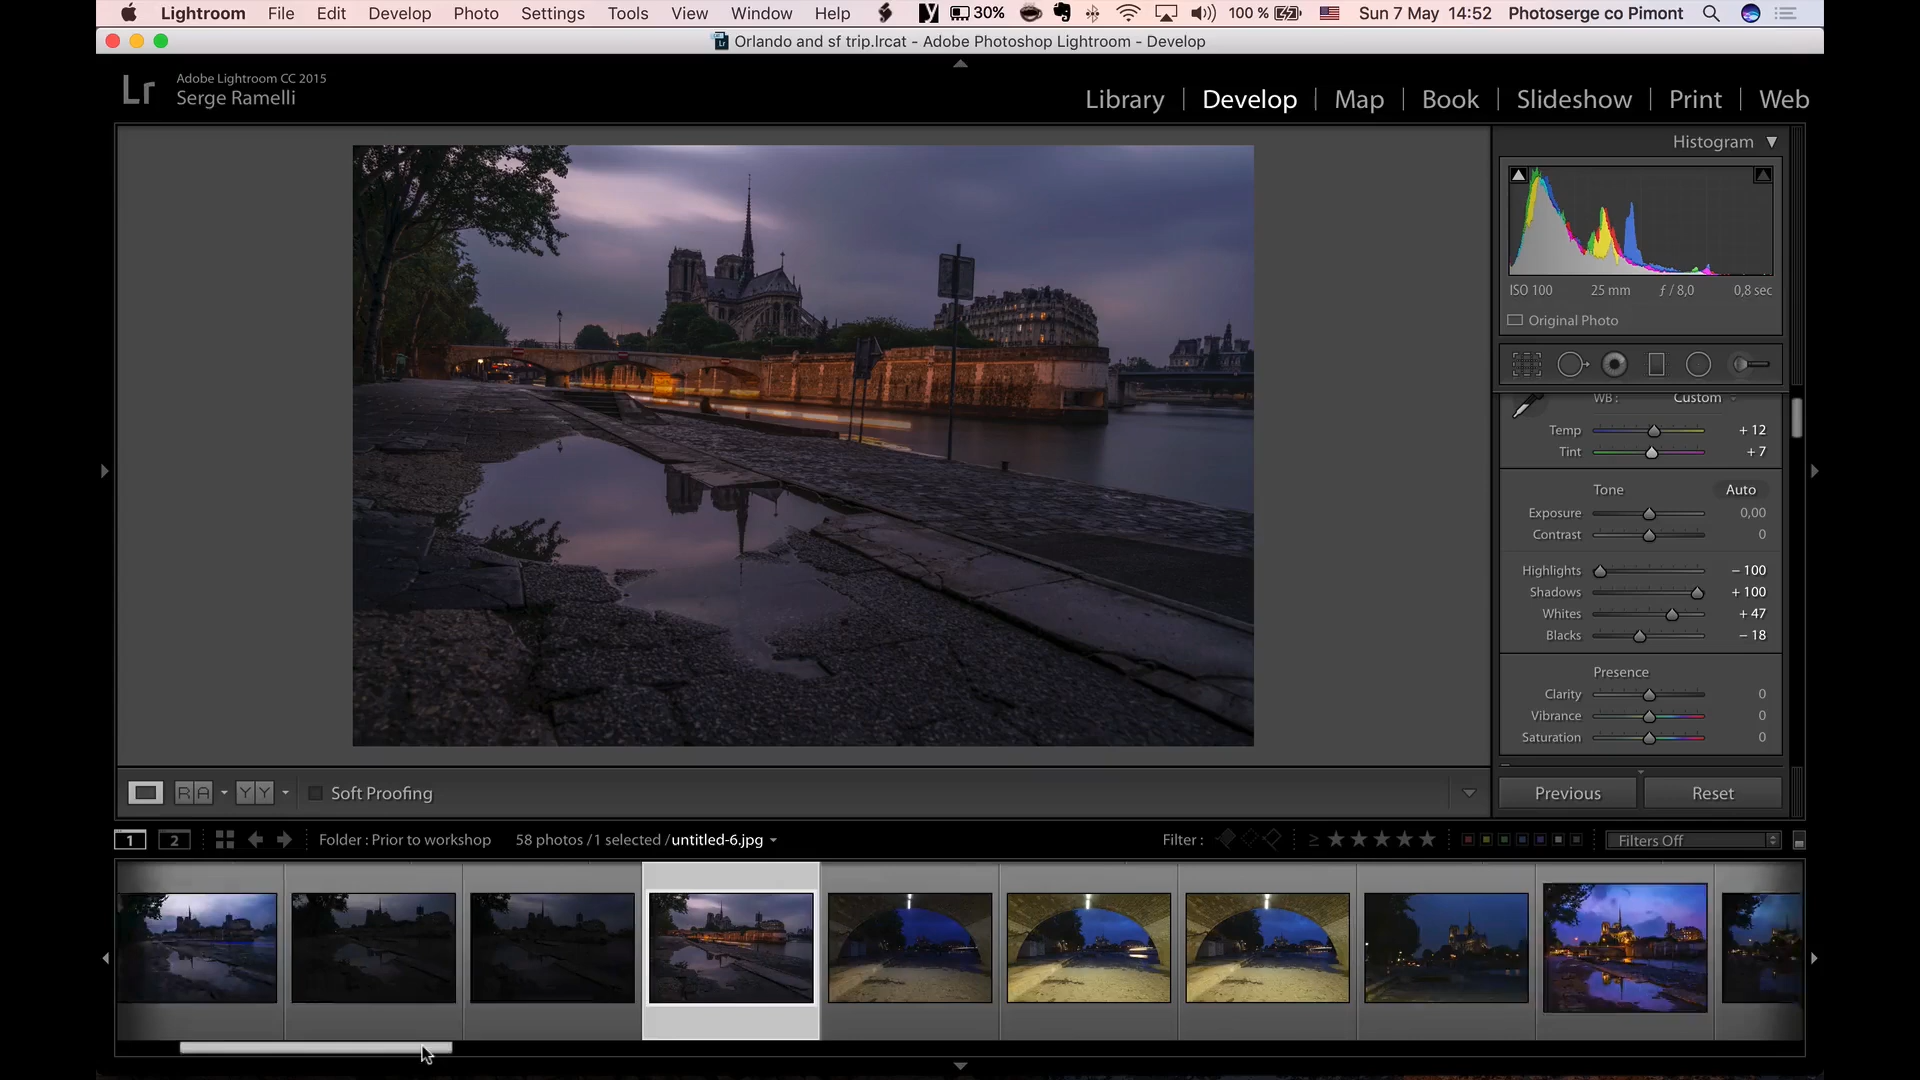 Lightroom File Edit Develop Photo Settings Tools View Window Help 30% 100 % Sun 7 May 14:52 Photoserge co Pimont
Orlando and sf trip.lrcat - Adobe Photoshop Lightroom - Develop
Lr Adobe Lightroom CC 2015
Serge Ramelli
Library | Develop | Map | Book | Slideshow | Print | Web
Histogram
ISO 100 25 mm ƒ / 8,0 0,8 sec
Original Photo
WB : Custom
Temp + 12
Tint + 7
Tone Auto
Exposure 0,00
Contrast 0
Highlights – 100
Shadows + 100
Whites + 47
Blacks – 18
Presence
Clarity 0
Vibrance 0
Saturation 0
R A Y Y Soft Proofing
Previous Reset
1 2 Folder : Prior to workshop 58 photos / 1 selected / untitled-6.jpg Filter : ≥ Filters Off